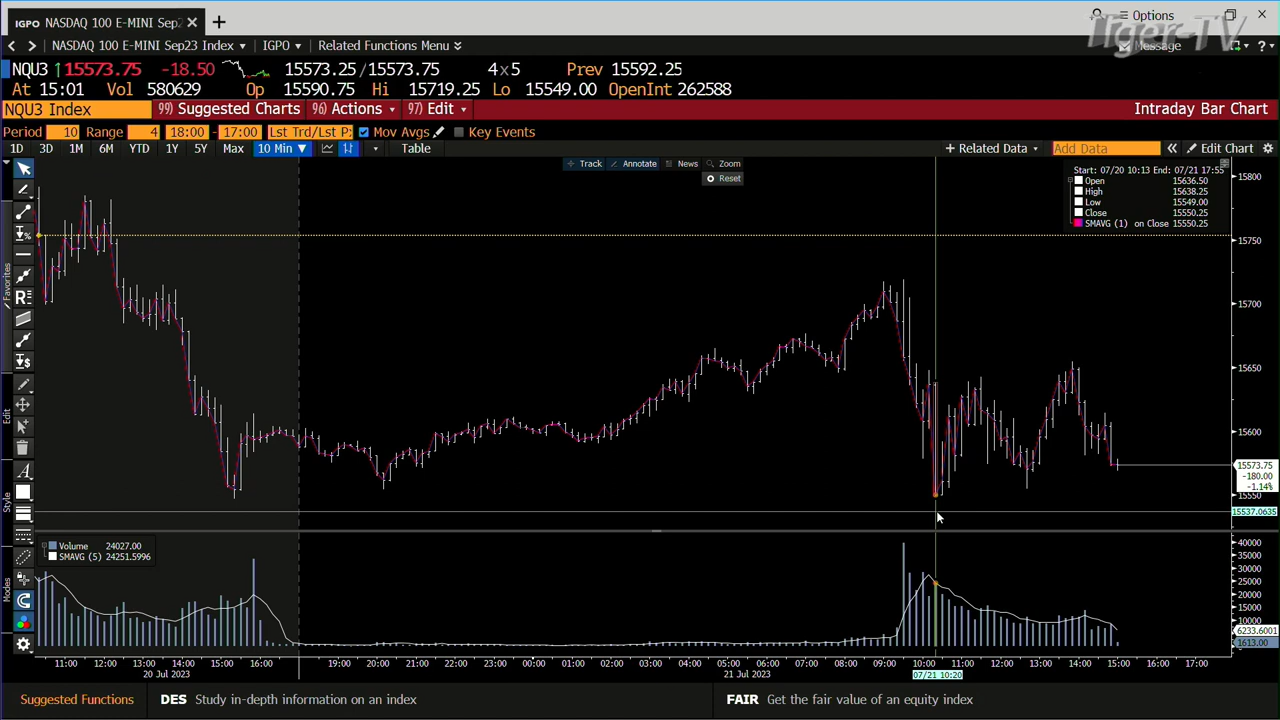 IGPO NASDAQ 100 E-MINI Sep2 × +
Options
Tiger-TV
NASDAQ 100 E-MINI Sep23 Index IGPO Related Functions Menu Message ?
NQU3 ↑15573.75 -18.50 15573.25/15573.75 4x5 Prev 15592.25
At 15:01 Vol 580629 Op 15590.75 Hi 15719.25 Lo 15549.00 OpenInt 262588
NQU3 Index 99) Suggested Charts 96) Actions 97) Edit Intraday Bar Chart
Period 10 Range 4 18:00 - 17:00 Lst Trd/Lst P: Mov Avgs Key Events
1D 3D 1M 6M YTD 1Y 5Y Max 10 Min ▼ Table + Related Data Add Data « Edit Chart
Track Annotate News Zoom
Reset
Start: 07/20 10:13 End: 07/21 17:55
Open 15636.50
High 15638.25
Low 15549.00
Close 15550.25
SMAVG (1) on Close 15550.25
15800
15750
15700
15650
15600
15573.75
-180.00
-1.14%
15550
15537.0635
Favorites
Edit
Style
Modes
Volume 24027.00
SMAVG (5) 24251.5996
40000
35000
30000
25000
20000
15000
10000
6233.6001
1613.00
0
11:00 12:00 13:00 14:00 15:00 16:00 19:00 20:00 21:00 22:00 23:00 00:00 01:00 02:00 03:00 04:00 05:00 06:00 07:00 08:00 09:00 10:00 11:00 12:00 13:00 14:00 15:00 16:00 17:00
20 Jul 2023 21 Jul 2023 07/21 10:20
Suggested Functions DES Study in-depth information on an index FAIR Get the fair value of an equity index